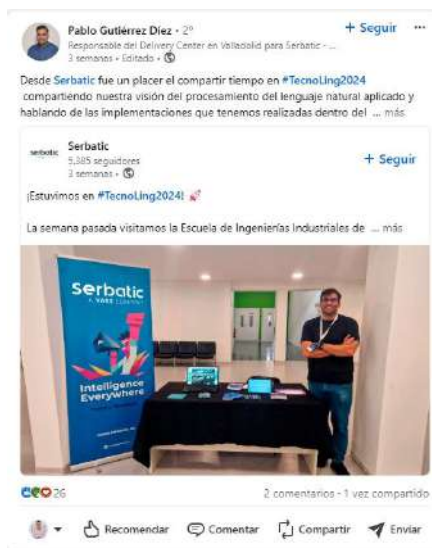 Pablo Gutiérrez Díez • 2º
+ Seguir
Responsable del Delivery Center en Valladolid para Serbatic - ...
3 semanas • Editado •
Desde Serbatic fue un placer el compartir tiempo en #TecnoLing2024
compartiendo nuestra visión del procesamiento del lenguaje natural aplicado y
hablando de las implementaciones que tenemos realizadas dentro del ... más
serbatic
Serbatic
5,385 seguidores
3 semanas •
+ Seguir
¡Estuvimos en #TecnoLing2024! 🚀
La semana pasada visitamos la Escuela de Ingenierías Industriales de ... más
serbatic
A VASS COMPANY
Intelligence
Everywhere
26
2 comentarios • 1 vez compartido
Recomendar
Comentar
Compartir
Enviar